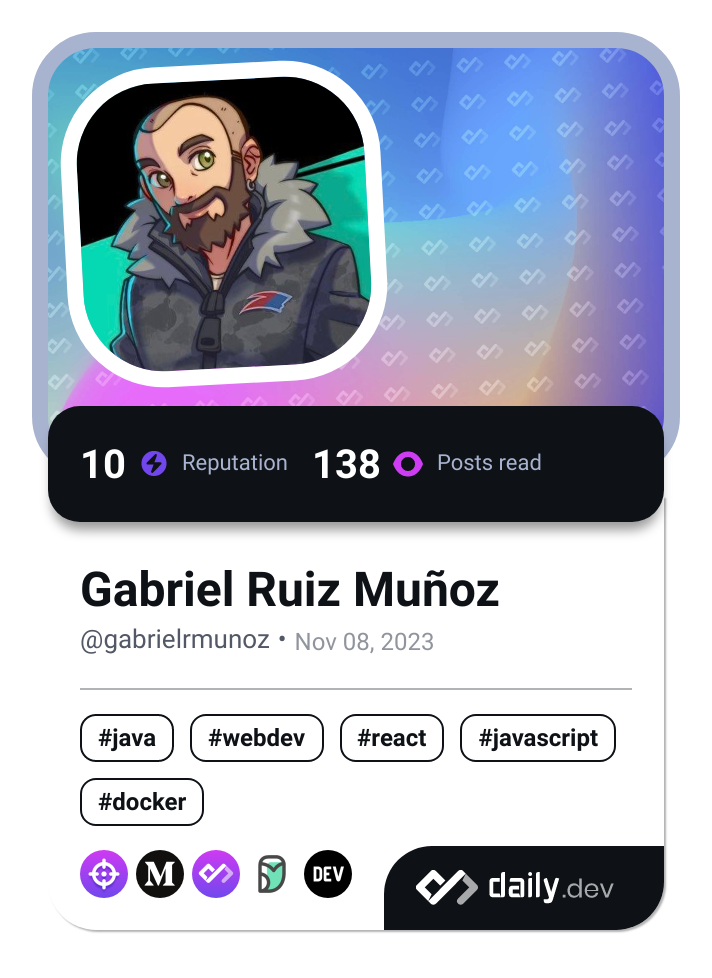 10 Reputation 138 Posts read
Gabriel Ruiz Muñoz
@gabrielrmunoz • Nov 08, 2023
#java #webdev #react #javascript
#docker
M DEV daily.dev